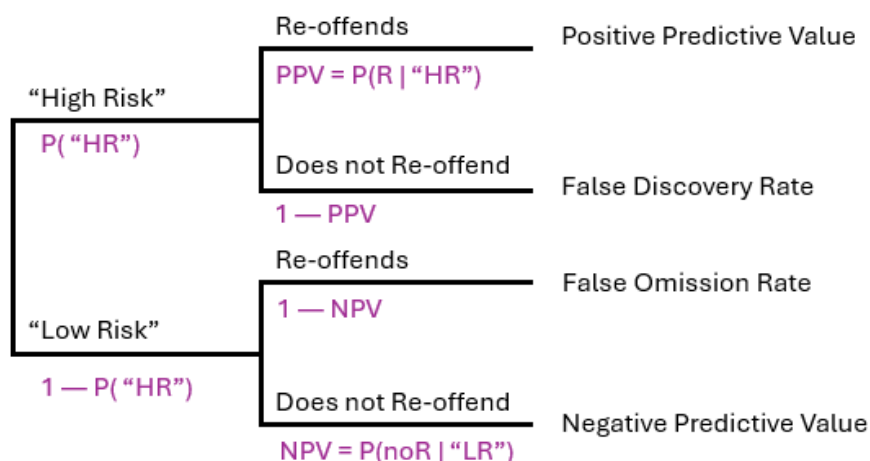 Re-offends
Positive Predictive Value
PPV = P(R | “HR”)
“High Risk”
P( “HR”)
Does not Re-offend
False Discovery Rate
1 — PPV
Re-offends
False Omission Rate
1 — NPV
“Low Risk”
1 — P( “HR”)
Does not Re-offend
Negative Predictive Value
NPV = P(noR | “LR”)